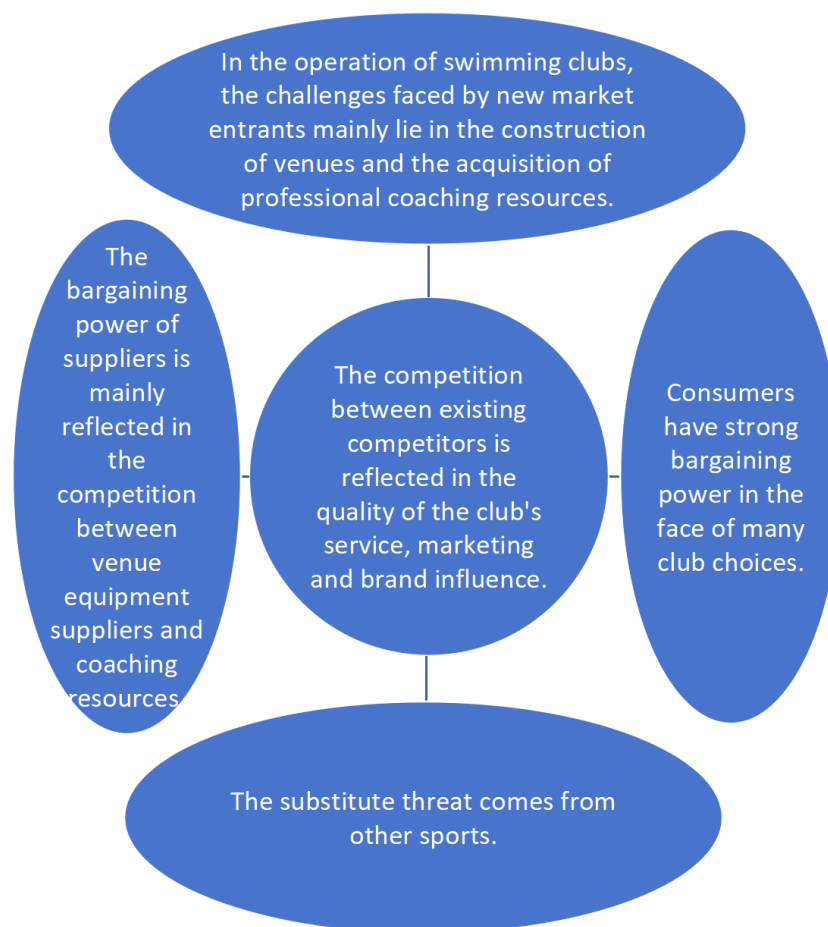 In the operation of swimming clubs,
the challenges faced by new market
entrants mainly lie in the construction
of venues and the acquisition of
professional coaching resources.
The
bargaining
power of
suppliers is
mainly
reflected in
the
competition
between
venue
equipment
suppliers and
coaching
resources.
The competition
between existing
competitors is
reflected in the
quality of the club's
service, marketing
and brand influence.
Consumers
have strong
bargaining
power in the
face of many
club choices.
The substitute threat comes from
other sports.